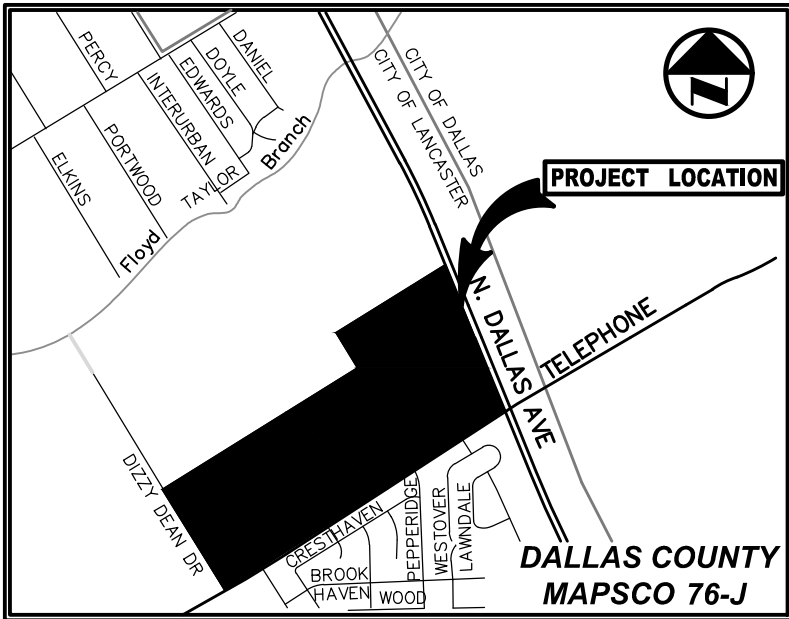 PERCY
DANIEL
DOYLE
EDWARDS
INTERURBAN
PORTWOOD
ELKINS
TAYLOR
Floyd
Branch
CITY OF DALLAS
CITY OF LANCASTER
N
PROJECT LOCATION
N. DALLAS AVE
TELEPHONE
DIZZY DEAN DR
CRESTHAVEN
PEPPERIDGE
WESTOVER
LAWNDALE
BROOK
HAVEN
WOOD
DALLAS COUNTY
MAPSCO 76-J